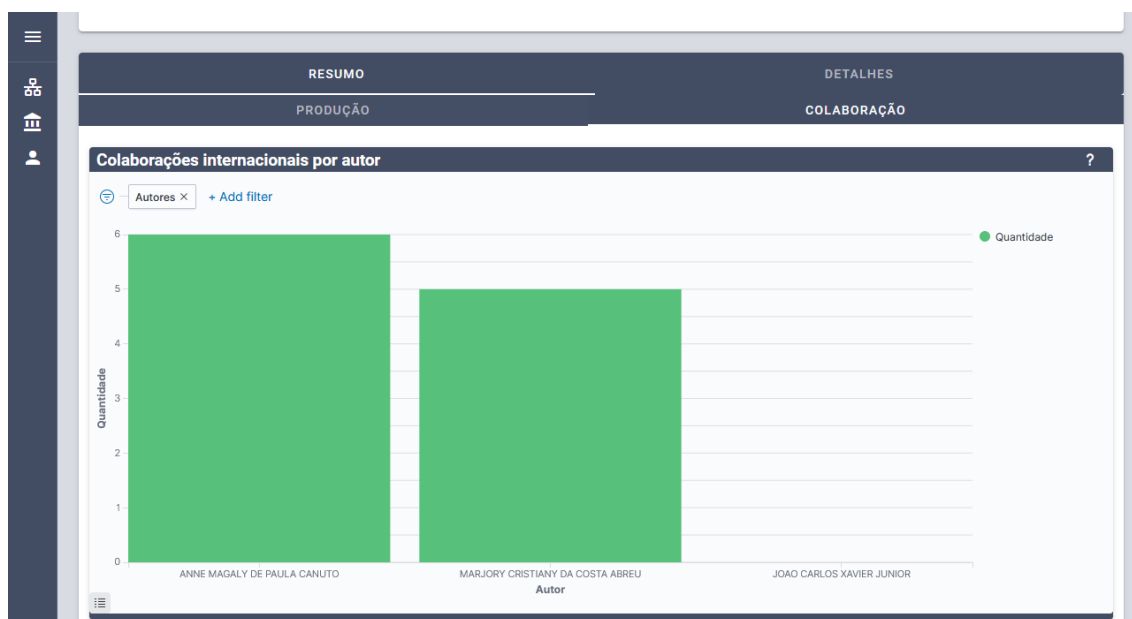 RESUMO DETALHES
PRODUÇÃO COLABORAÇÃO
Colaborações internacionais por autor ?
Autores × + Add filter
Quantidade
6
5
4
3
2
1
0
Quantidade
ANNE MAGALY DE PAULA CANUTO MARJORY CRISTIANY DA COSTA ABREU JOAO CARLOS XAVIER JUNIOR
Autor